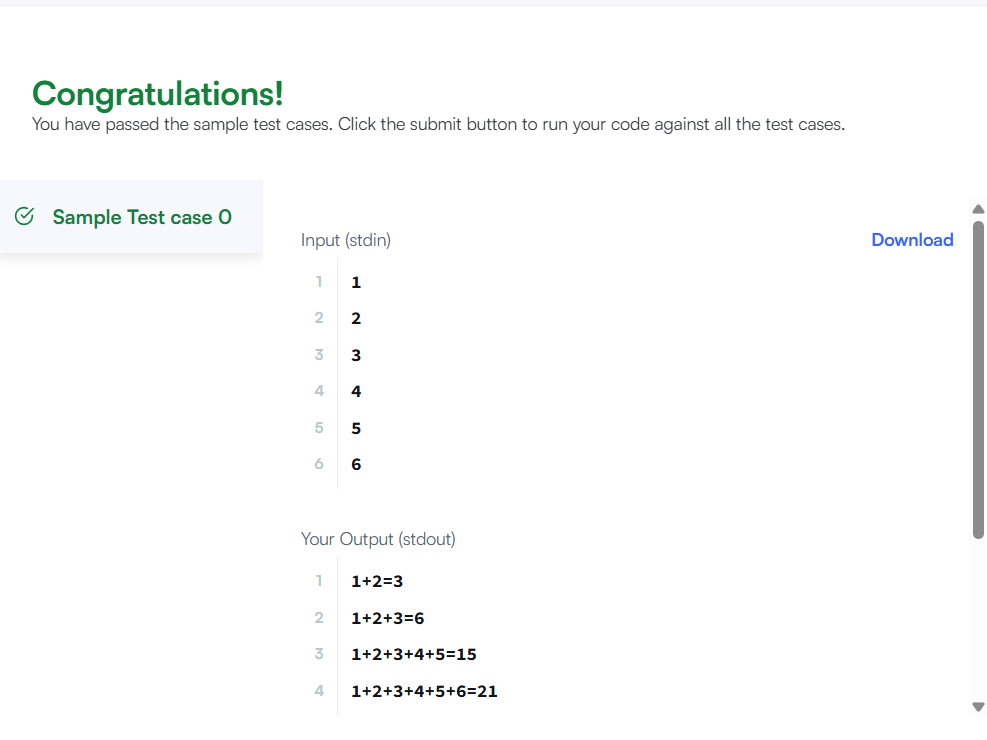 Congratulations!
You have passed the sample test cases. Click the submit button to run your code against all the test cases.
Sample Test case 0
Input (stdin)
Download
1 1
2 2
3 3
4 4
5 5
6 6
Your Output (stdout)
1 1+2=3
2 1+2+3=6
3 1+2+3+4+5=15
4 1+2+3+4+5+6=21